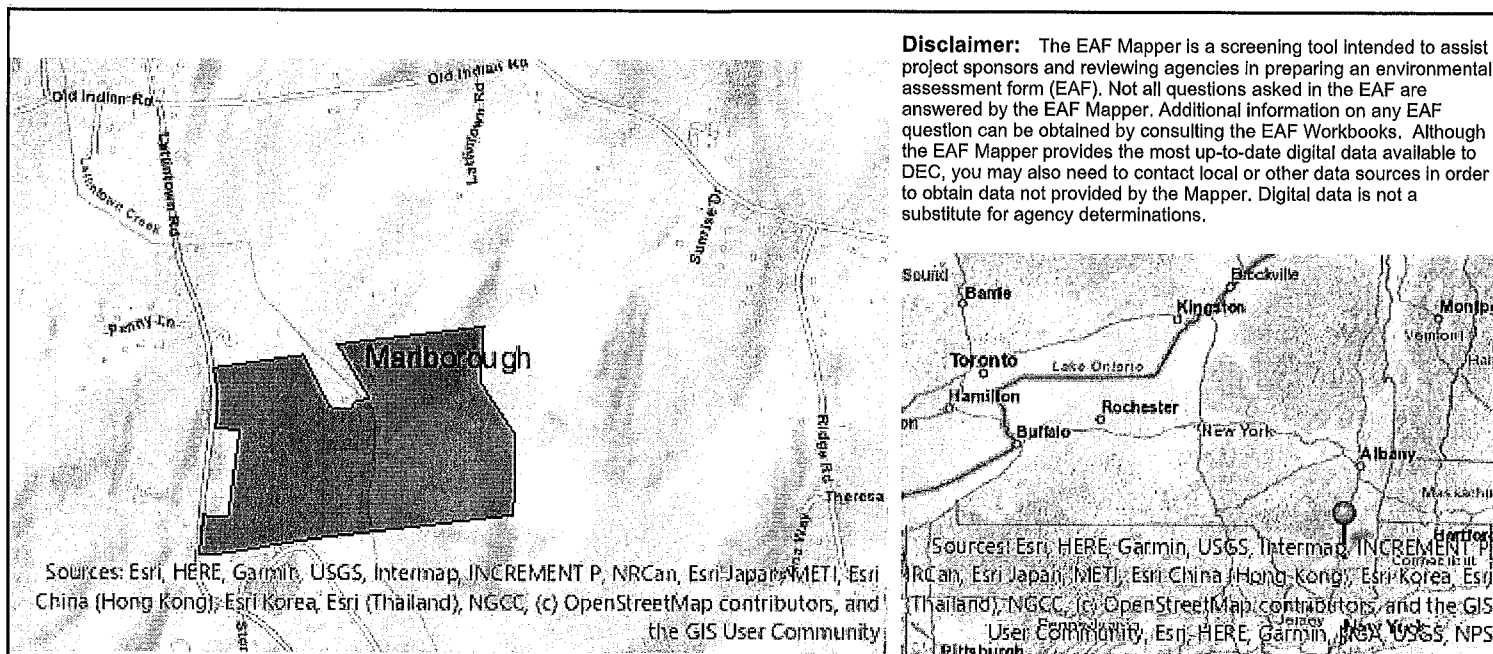 Disclaimer: The EAF Mapper is a screening tool intended to assist
project sponsors and reviewing agencies in preparing an environmental
assessment form (EAF). Not all questions asked in the EAF are
answered by the EAF Mapper. Additional information on any EAF
question can be obtained by consulting the EAF Workbooks. Although
the EAF Mapper provides the most up-to-date digital data available to
DEC, you may also need to contact local or other data sources in order
to obtain data not provided by the Mapper. Digital data is not a
substitute for agency determinations.
Old Indian Rd
Old Indian Rd
Lattintown Rd
Lattintown Rd
Lattintown Creek
Sunrise Dr
Penny Ln
Marlborough
Ridge Rd
Theresa
Way
Sources: Esri, HERE, Garmin, USGS, Intermap, INCREMENT P, NRCan, Esri Japan, METI, Esri
China (Hong Kong), Esri Korea, Esri (Thailand), NGCC, (c) OpenStreetMap contributors, and
the GIS User Community
Sound
Barrie
Kingston
Toronto
Lake Ontario
Hamilton
Rochester
Buffalo
New York
Albany
Vermont
Montp
Hartford
Sources: Esri, HERE, Garmin, USGS, Intermap, INCREMENT P,
NRCan, Esri Japan, METI, Esri China (Hong Kong), Esri Korea, Esri
(Thailand), NGCC, (c) OpenStreetMap contributors, and the GIS
User Community, Esri, HERE, Garmin, USGS, NPS
New York
Pittsburgh